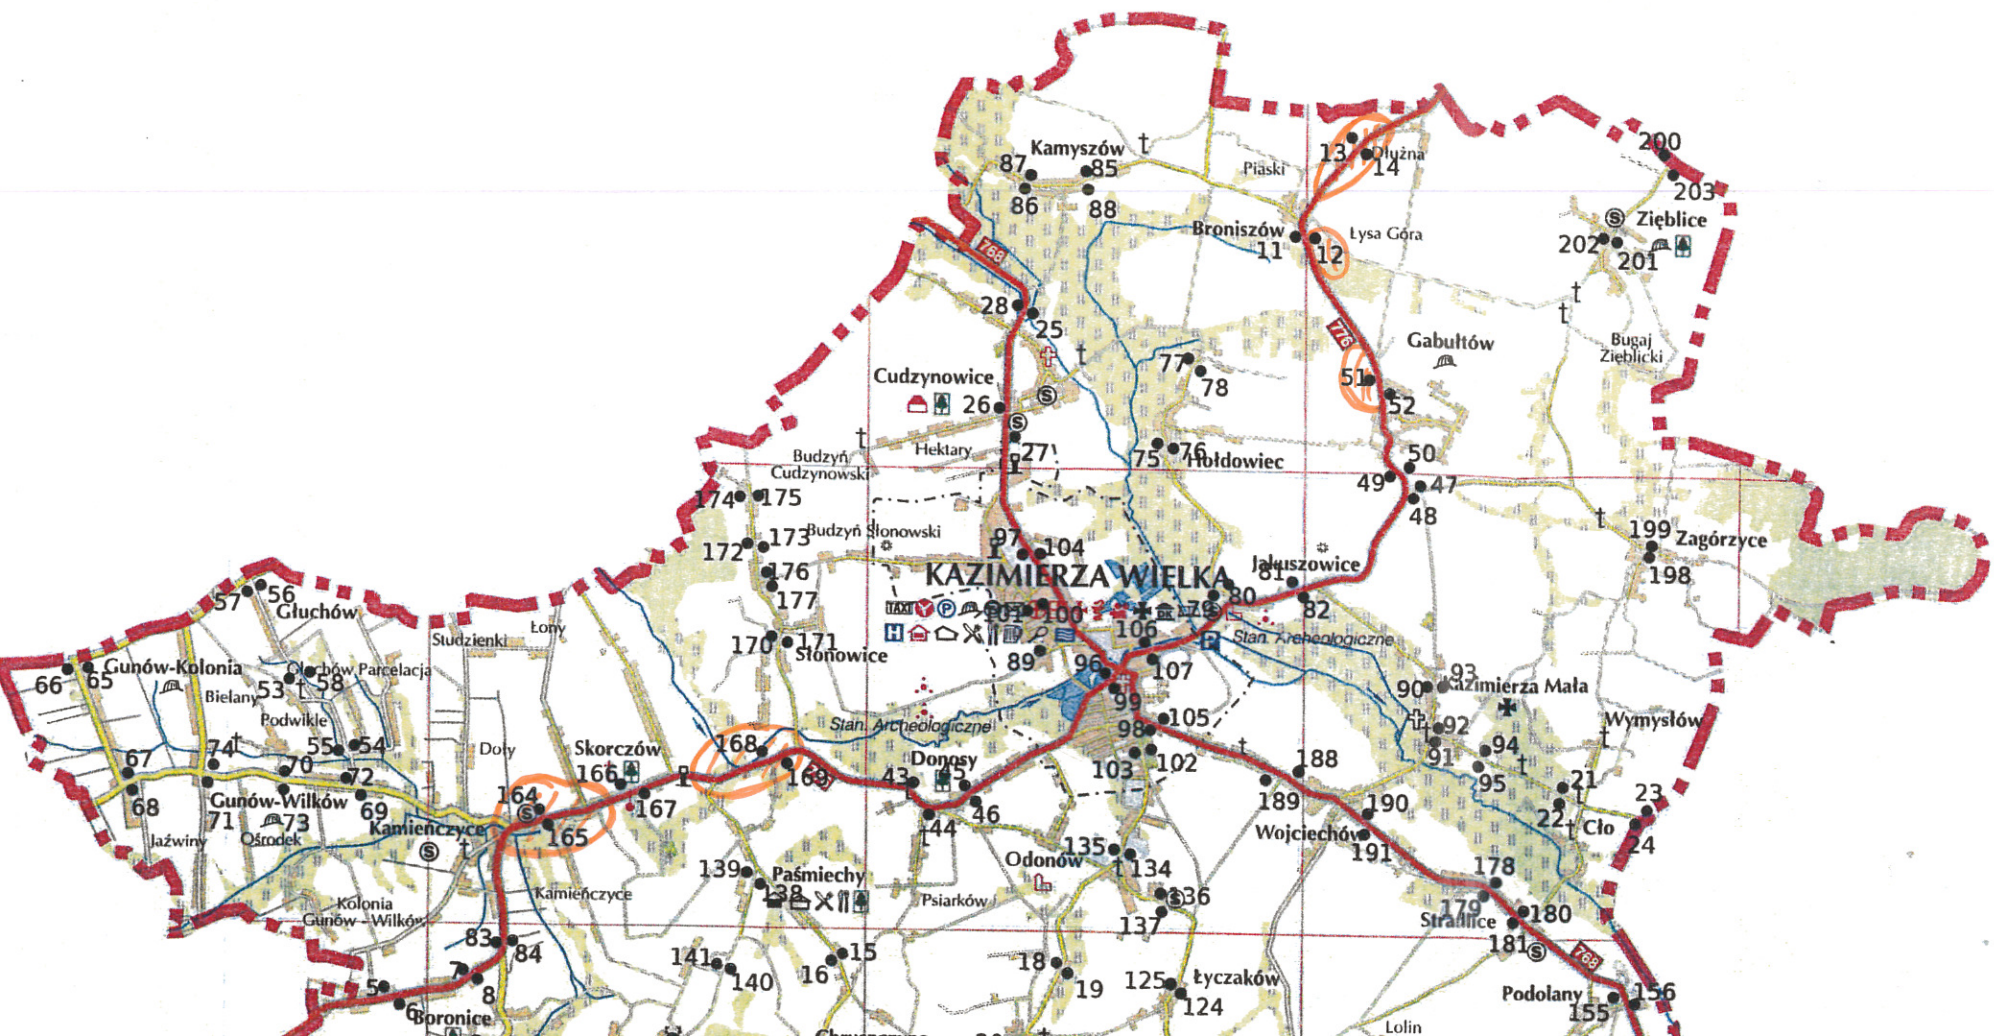 200
13
Dłużna
14
Kamyszów
87
85
86
88
Piaski
203
Zięblice
Broniszów
11
12
Łysa Góra
202
201
768
28
25
776
Gabułtów
Bugaj
Zięblicki
77
78
51
52
Cudzynowice
26
27
Hektary
75
76
Hołdowiec
50
49
47
48
Budzyń
Cudzynowski
174
175
Budzyń Słonowski
172
173
97
104
199
Zagórzyce
198
176
177
KAZIMIERZA WIELKA
Jakuszowice
81
80
79
82
57
56
Głuchów
TAXI
P
101
100
H
Studzienki
Łony
170
171
Słonowice
89
106
107
Stan. Archeologiczne
66
65
Gunów-Kolonia
Głuchów Parcelacja
53
58
Bielany
Podwikle
96
99
90
93
Kazimierza Mała
92
91
Wymysłów
67
74
55
54
Doły
Skorczów
168
Stan. Archeologiczne
98
105
103
102
94
95
68
70
72
71
Gunów-Wilków
73
69
166
167
169
43
Donosy
45
46
44
188
189
190
Wojciechów
191
21
22
23
Cło
24
Jaźwiny
Ośrodek
Kamieńczyce
164
165
135
134
Odonów
139
Paśmiechy
138
Psiarków
136
137
178
179
180
181
768
Kolonia
Gunów - Wilków
Kamieńczyce
83
84
7
8
5
6
Boronice
141
140
15
16
18
19
125
Łyczaków
124
Podolany
155
156
Lolin